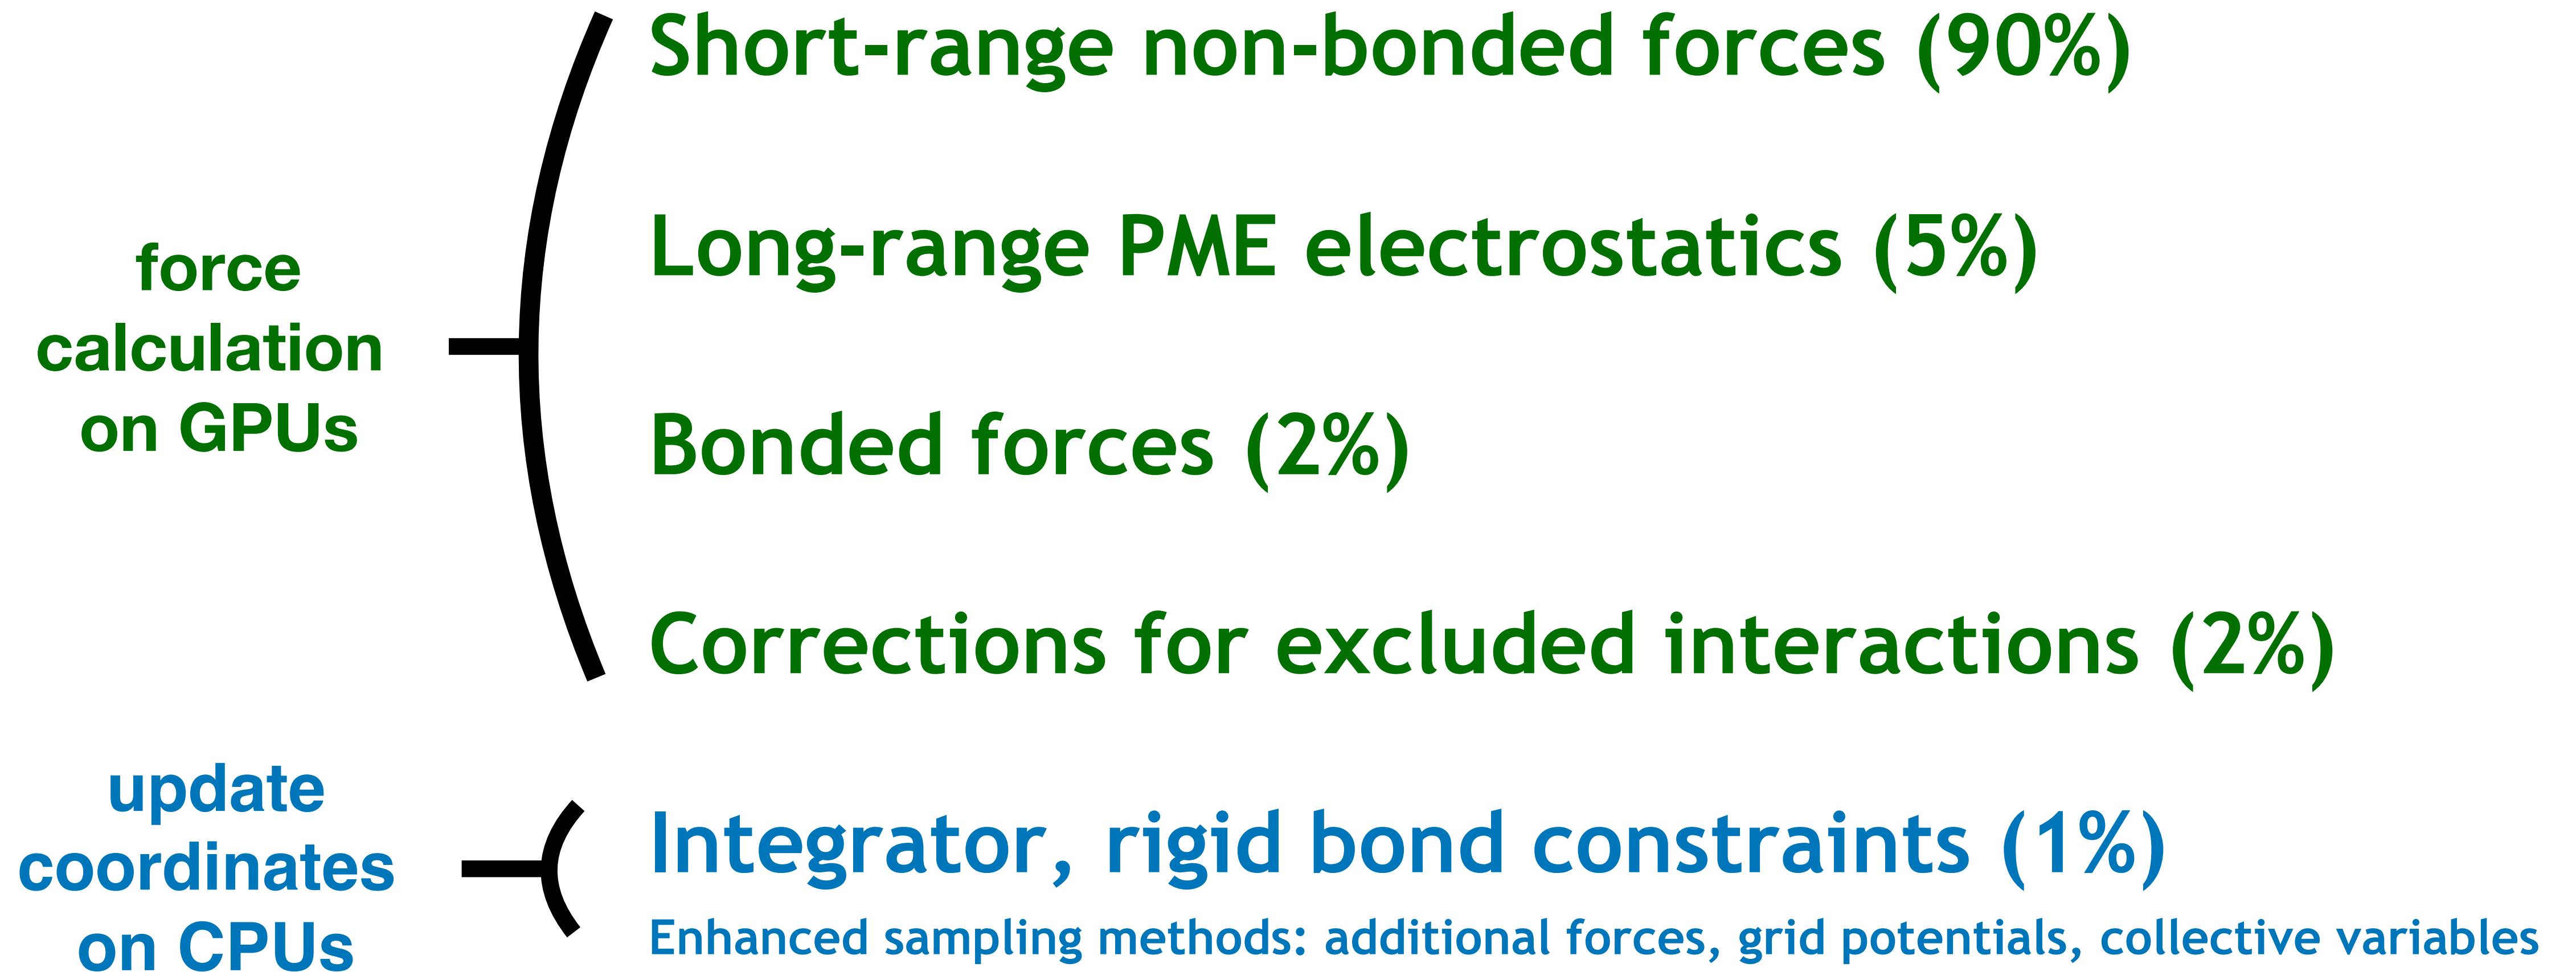 force
calculation
on GPUs
Short-range non-bonded forces (90%)
Long-range PME electrostatics (5%)
Bonded forces (2%)
Corrections for excluded interactions (2%)
update
coordinates
on CPUs
Integrator, rigid bond constraints (1%)
Enhanced sampling methods: additional forces, grid potentials, collective variables